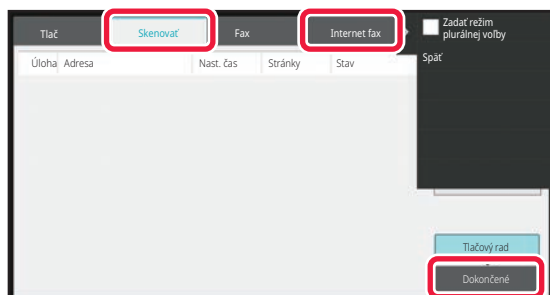 Tlač
Skenovať
Fax
Internet fax
Zadať režim
plurálnej voľby
Späť
Úloha
Adresa
Nast. čas
Stránky
Stav
Tlačový rad
Dokončené